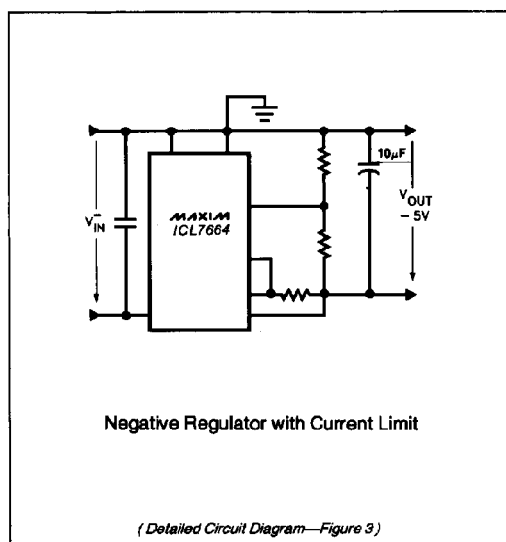 10µF
MAXIM
ICL7664
V⁻IN
VOUT
– 5V
Negative Regulator with Current Limit
( Detailed Circuit Diagram—Figure 3 )